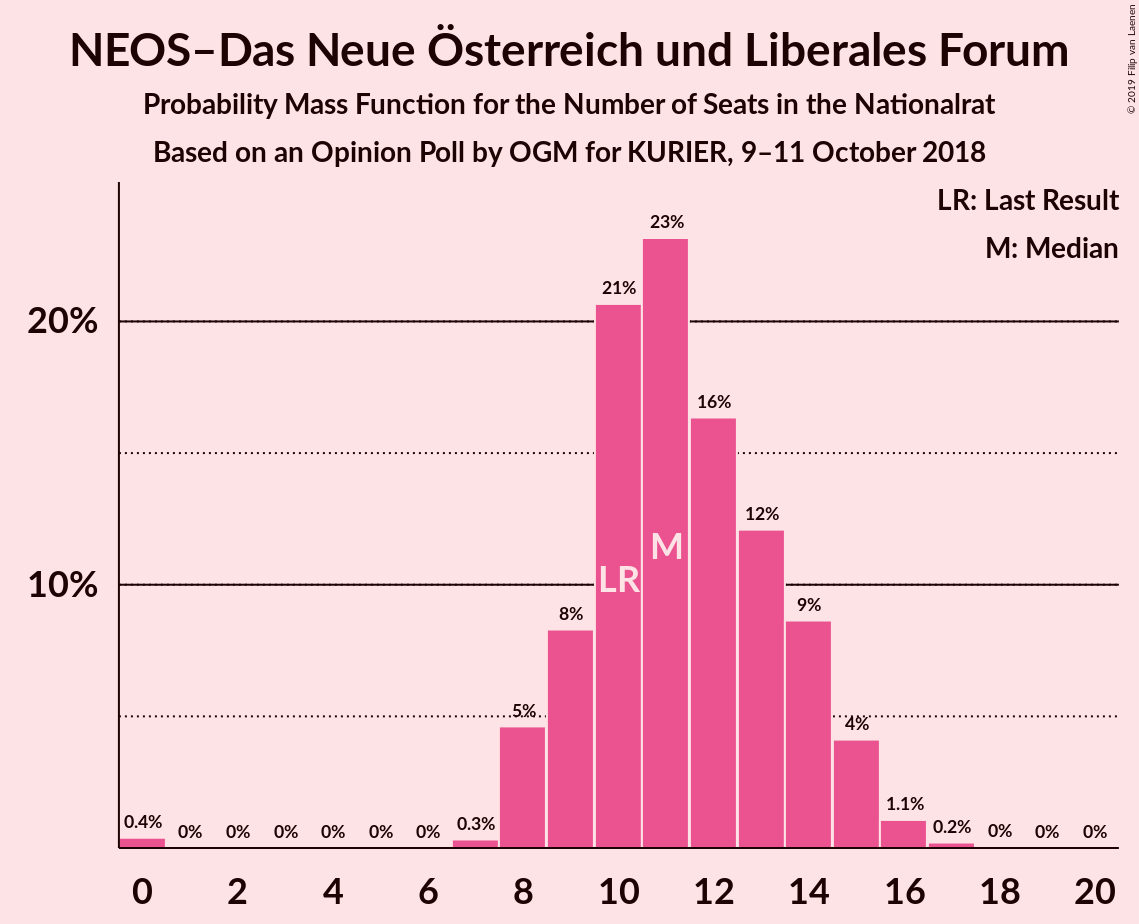 NEOS–Das Neue Österreich und Liberales Forum
Probability Mass Function for the Number of Seats in the Nationalrat
Based on an Opinion Poll by OGM for KURIER, 9–11 October 2018
© 2019 Filip van Laenen
LR: Last Result
M: Median
23%
21%
20%
16%
12%
M
LR
10%
9%
8%
5%
4%
1.1%
0.4% 0% 0% 0% 0% 0% 0% 0.3% 0.2% 0% 0% 0%
0 2 4 6 8 10 12 14 16 18 20